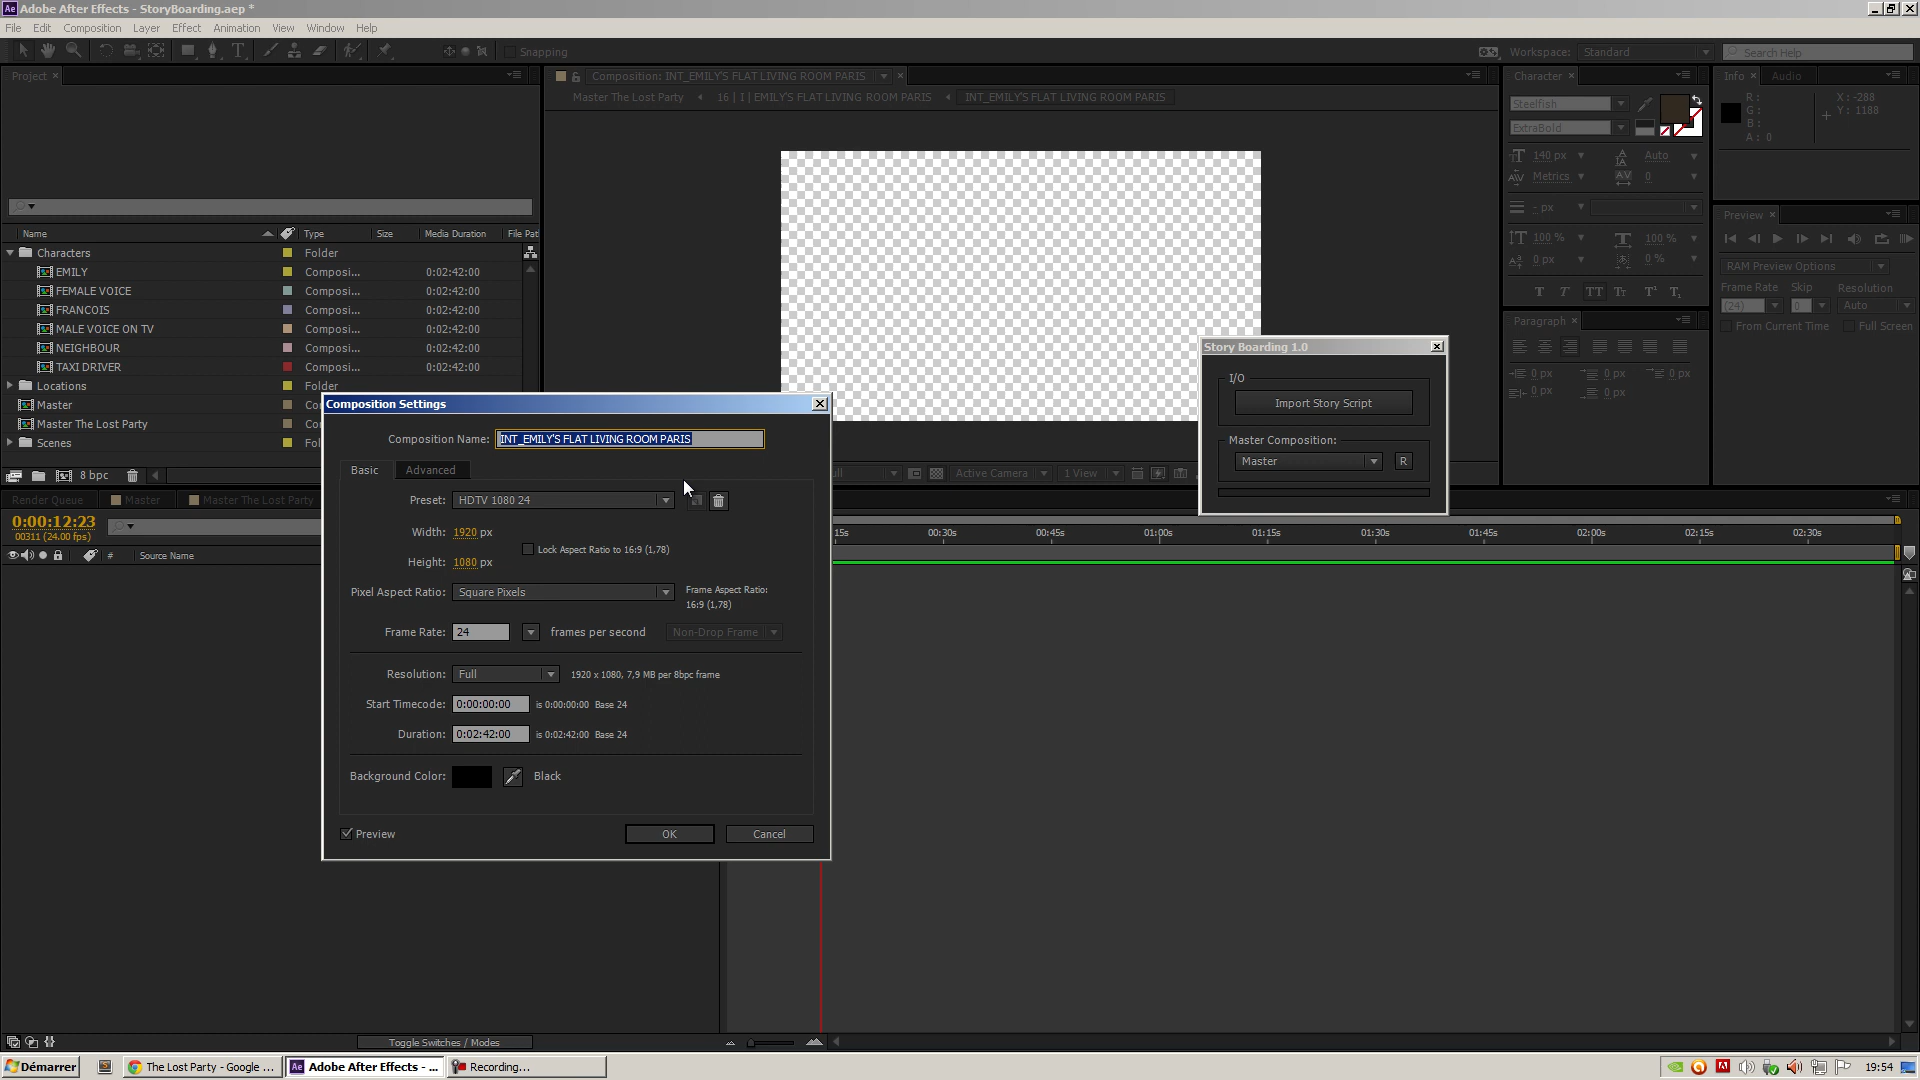 Adobe After Effects - StoryBoarding.aep *
File Edit Composition Layer Effect Animation View Window Help
Snapping
Workspace: Standard
Search Help
Project
Composition: INT_EMILY'S FLAT LIVING ROOM PARIS
Master The Lost Party 16 | I | EMILY'S FLAT LIVING ROOM PARIS INT_EMILY'S FLAT LIVING ROOM PARIS
Character
Steelfish
ExtraBold
140 px Auto
Metrics 0
- px
100 % 100 %
0 px 0 %
Paragraph
0 px 0 px 0 px
0 px 0 px
Info Audio
R :
G :
B :
A : 0
X : -288
Y : 1188
Preview
RAM Preview Options
Frame Rate Skip Resolution
(24) 0 Auto
From Current Time Full Screen
Name Type Size Media Duration File Pat
Characters Folder
EMILY Composi... 0:02:42:00
FEMALE VOICE Composi... 0:02:42:00
FRANCOIS Composi... 0:02:42:00
MALE VOICE ON TV Composi... 0:02:42:00
NEIGHBOUR Composi... 0:02:42:00
TAXI DRIVER Composi... 0:02:42:00
Locations Folder
Master
Master The Lost Party
Scenes
8 bpc
Story Boarding 1.0
I/O
Import Story Script
Master Composition:
Master R
Active Camera 1 View
Composition Settings
Composition Name: INT_EMILY'S FLAT LIVING ROOM PARIS
Basic Advanced
Preset: HDTV 1080 24
Width: 1920 px
Lock Aspect Ratio to 16:9 (1,78)
Height: 1080 px
Pixel Aspect Ratio: Square Pixels
Frame Aspect Ratio:
16:9 (1,78)
Frame Rate: 24 frames per second Non-Drop Frame
Resolution: Full 1920 x 1080, 7,9 MB per 8bpc frame
Start Timecode: 0:00:00:00 is 0:00:00:00 Base 24
Duration: 0:02:42:00 is 0:02:42:00 Base 24
Background Color: Black
Preview OK Cancel
Render Queue Master Master The Lost Party
0:00:12:23
00311 (24.00 fps)
# Source Name
15s 00:30s 00:45s 01:00s 01:15s 01:30s 01:45s 02:00s 02:15s 02:30s
Toggle Switches / Modes
Démarrer The Lost Party - Google ... Adobe After Effects - ... Recording...
19:54